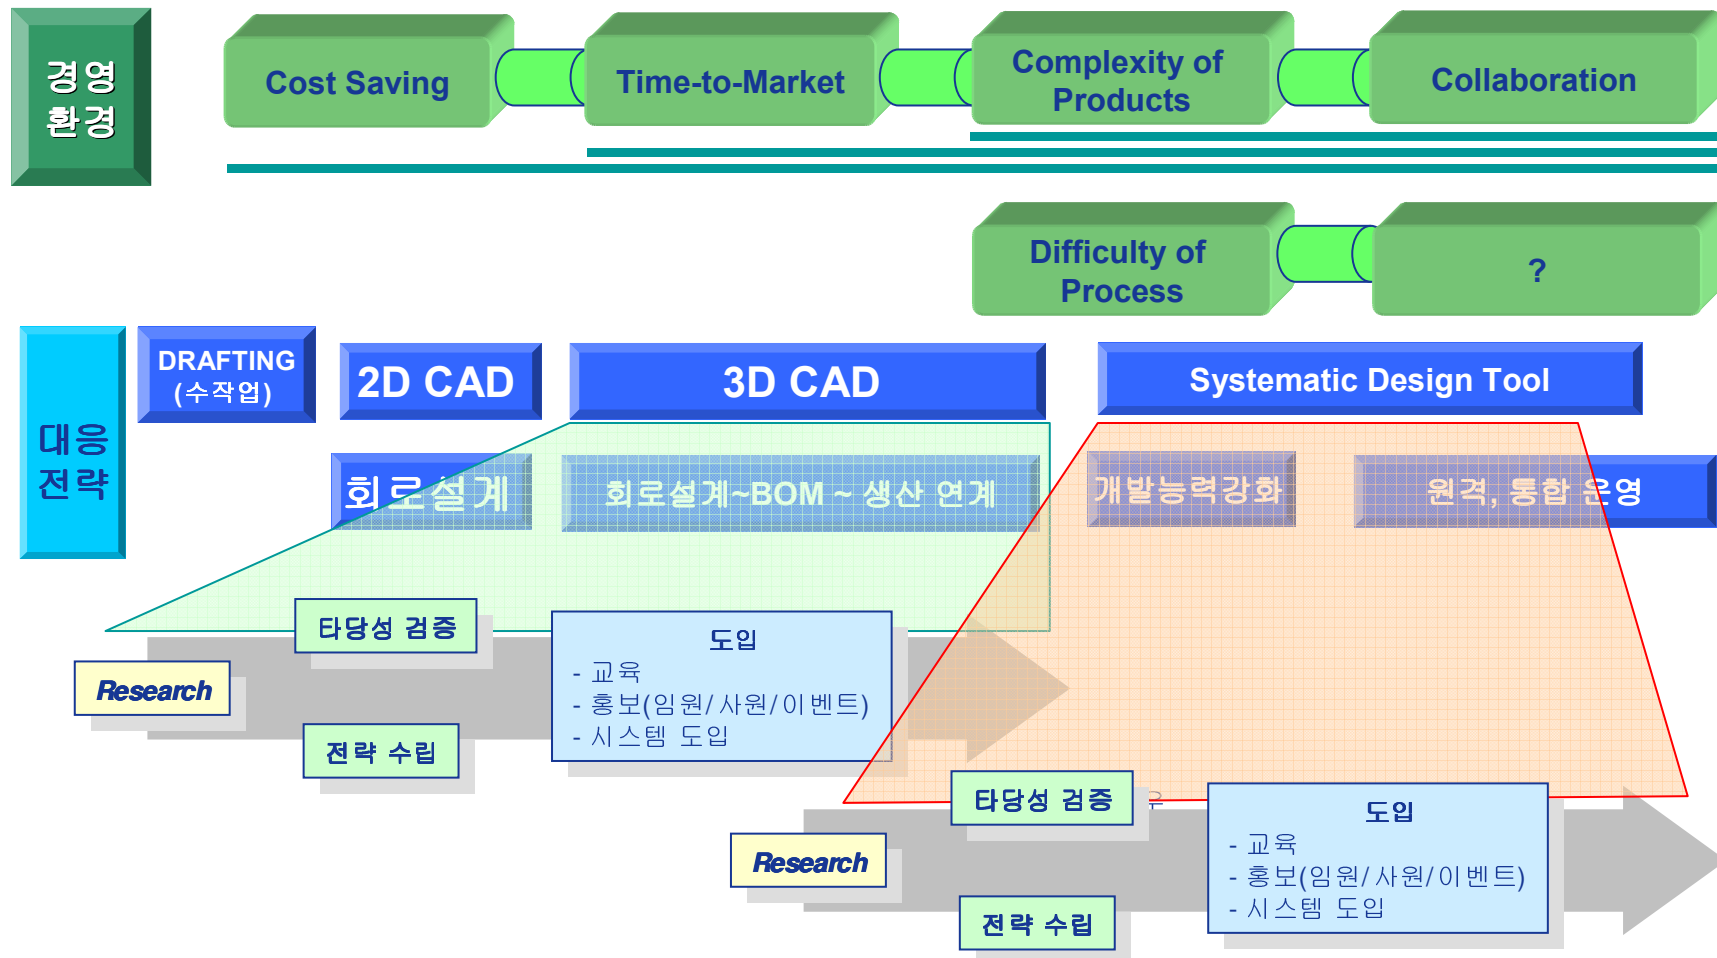 경영
환경
Cost Saving
Time-to-Market
Complexity of
Products
Collaboration
Difficulty of
Process
?
대응
전략
DRAFTING
(수작업)
2D CAD
3D CAD
Systematic Design Tool
회로설계
회로설계~BOM ~ 생산 연계
개발능력강화
원격, 통합 운영
Research
타당성 검증
전략 수립
도입
- 교육
- 홍보(임원/사원/이벤트)
- 시스템 도입
Research
타당성 검증
전략 수립
도입
- 교육
- 홍보(임원/사원/이벤트)
- 시스템 도입